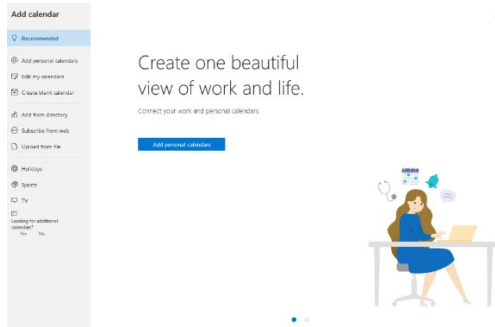 Add calendar
Recommended
Add personal calendars
Edit my calendars
Create blank calendar
Add from directory
Subscribe from web
Upload from file
Holidays
Sports
TV
Looking for additional
calendars?
Yes No
Create one beautiful
view of work and life.
Connect your work and personal calendars.
Add personal calendars